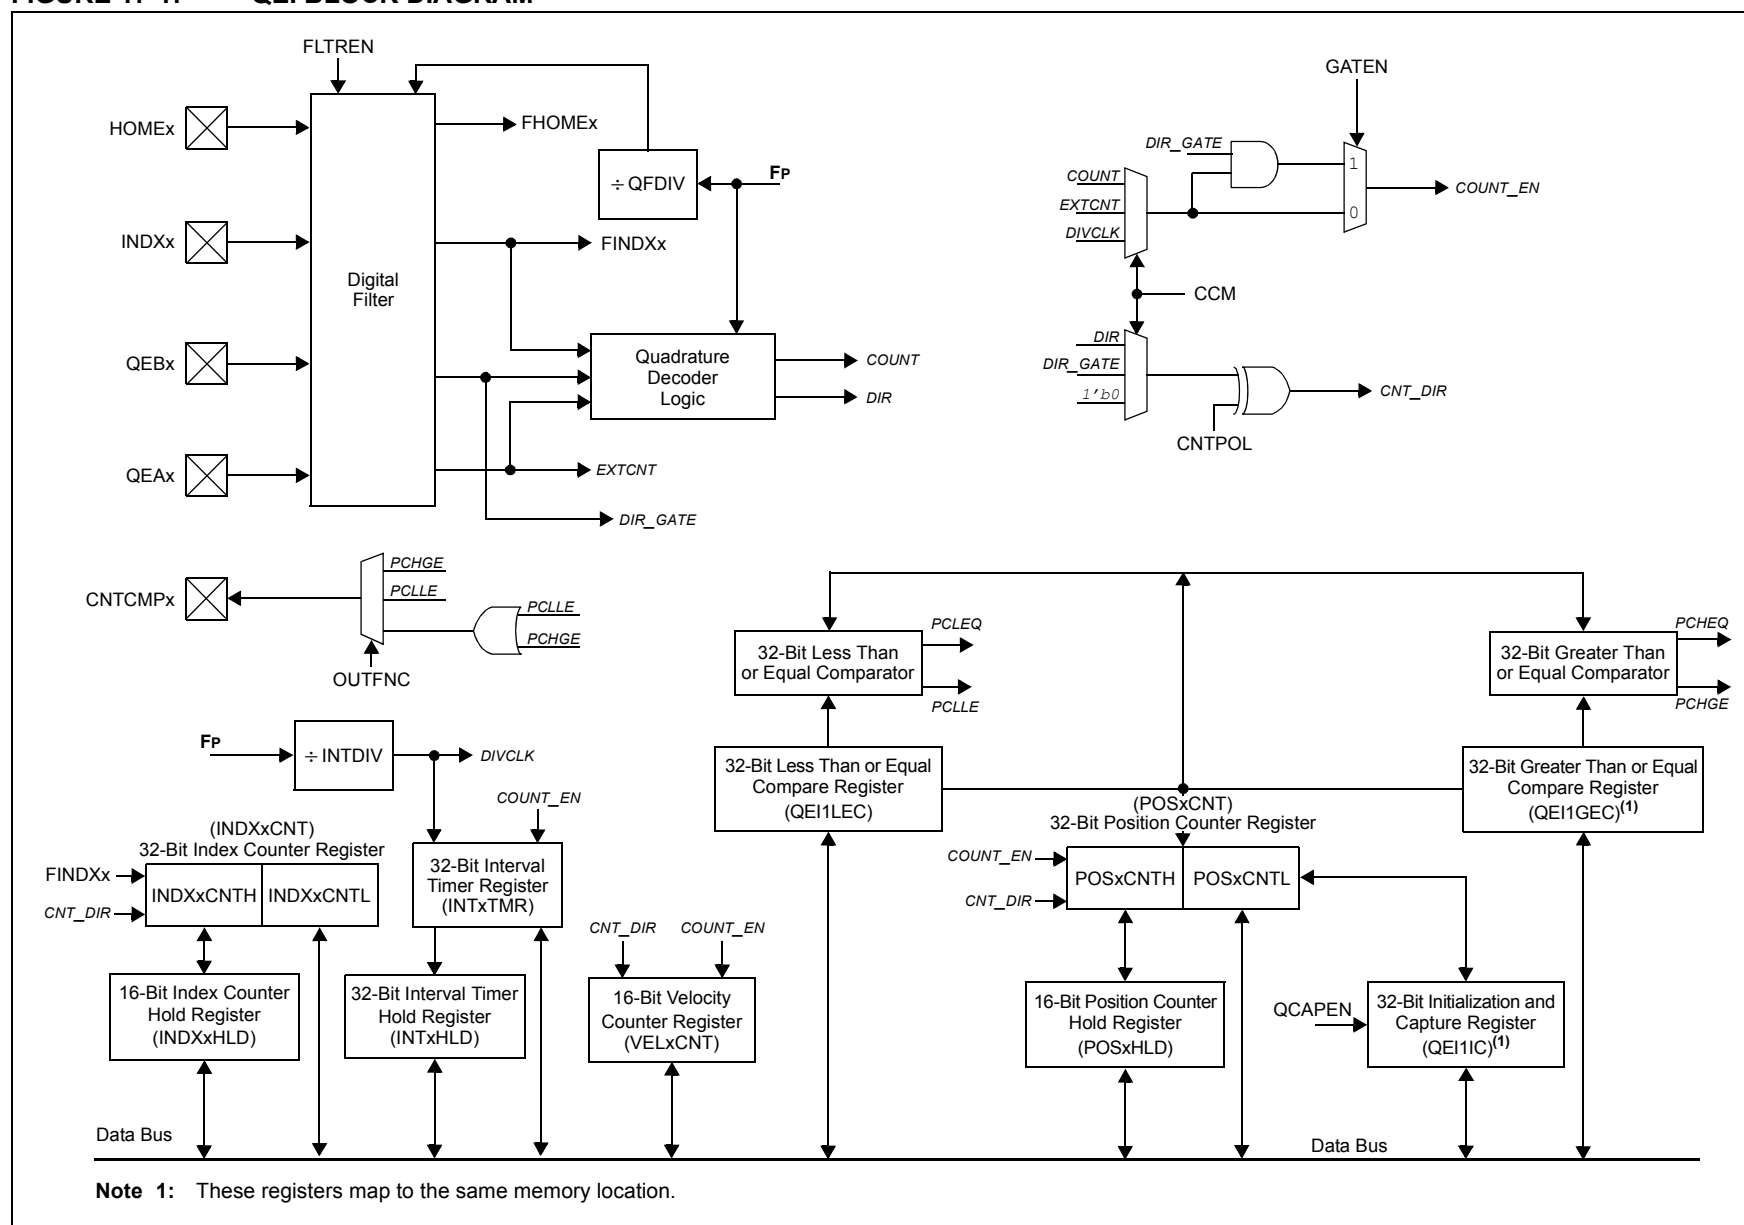 FLTREN
HOMEx
FHOMEx
÷ QFDIV
FP
INDXx
FINDXx
Digital
Filter
QEBx
Quadrature
Decoder
Logic
COUNT
DIR
QEAx
EXTCNT
DIR_GATE
GATEN
DIR_GATE
COUNT
EXTCNT
DIVCLK
1
0
COUNT_EN
CCM
DIR
DIR_GATE
1'b0
CNT_DIR
CNTPOL
CNTCMPx
PCHGE
PCLLE
PCLLE
PCHGE
OUTFNC
32-Bit Less Than
or Equal Comparator
PCLEQ
PCLLE
32-Bit Greater Than
or Equal Comparator
PCHEQ
PCHGE
FP
÷ INTDIV
DIVCLK
COUNT_EN
32-Bit Less Than or Equal
Compare Register
(QEI1LEC)
32-Bit Greater Than or Equal
Compare Register
(QEI1GEC)(1)
(POSxCNT)
32-Bit Position Counter Register
COUNT_EN
CNT_DIR
POSxCNTH
POSxCNTL
(INDXxCNT)
32-Bit Index Counter Register
FINDXx
CNT_DIR
INDXxCNTH
INDXxCNTL
32-Bit Interval
Timer Register
(INTxTMR)
CNT_DIR
COUNT_EN
16-Bit Index Counter
Hold Register
(INDXxHLD)
32-Bit Interval Timer
Hold Register
(INTxHLD)
16-Bit Velocity
Counter Register
(VELxCNT)
16-Bit Position Counter
Hold Register
(POSxHLD)
QCAPEN
32-Bit Initialization and
Capture Register
(QEI1IC)(1)
Data Bus
Data Bus
Note 1: These registers map to the same memory location.